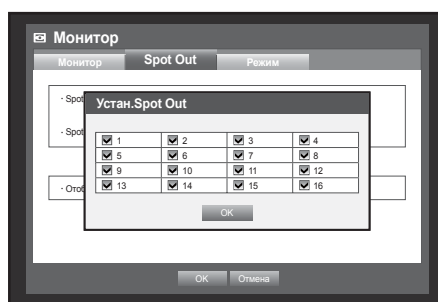 Монитор
Монитор Spot Out Режим
- Spot
Устан.Spot Out
- Spot
1 2 3 4
5 6 7 8
9 10 11 12
13 14 15 16
- Отоб
OK
OK Отмена